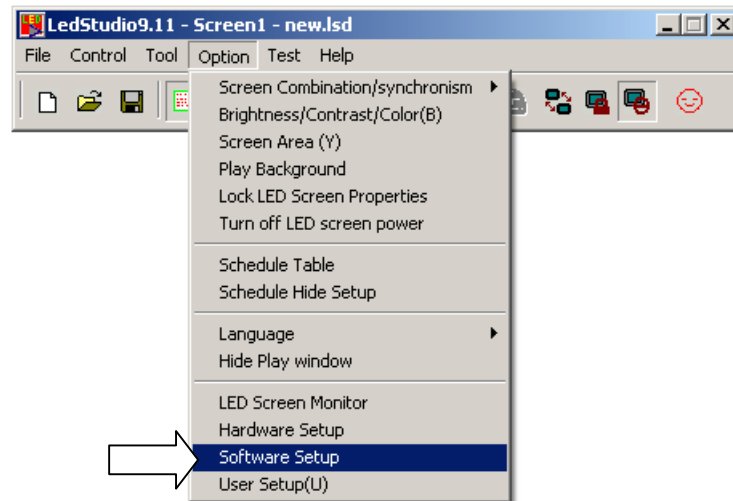 LedStudio9.11 - Screen1 - new.lsd
File Control Tool Option Test Help
Screen Combination/synchronism
Brightness/Contrast/Color(B)
Screen Area (Y)
Play Background
Lock LED Screen Properties
Turn off LED screen power
Schedule Table
Schedule Hide Setup
Language
Hide Play window
LED Screen Monitor
Hardware Setup
Software Setup
User Setup(U)